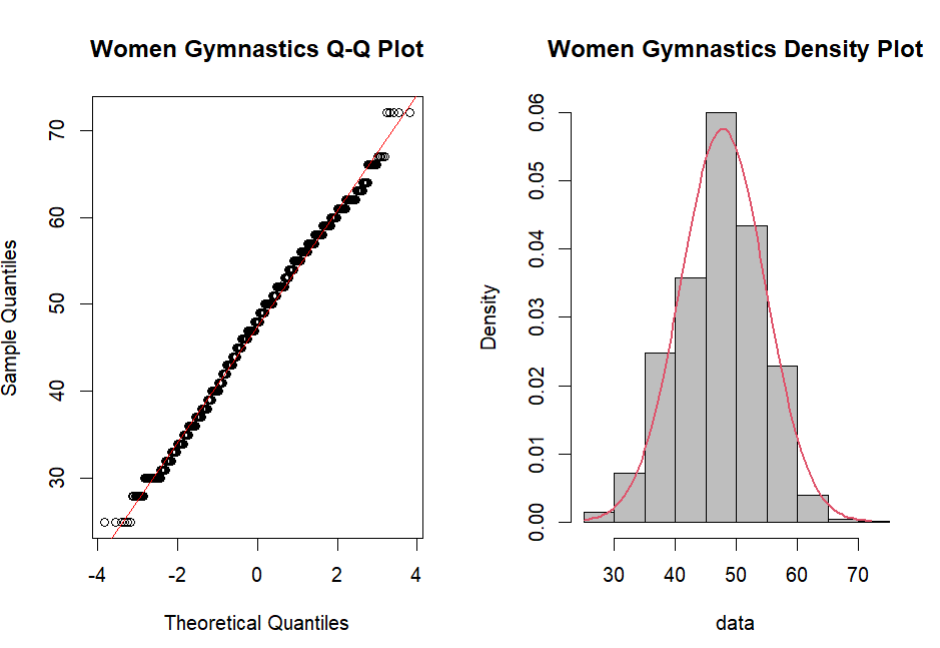 Women Gymnastics Q-Q Plot
Sample Quantiles
70
60
50
40
30
-4 -2 0 2 4
Theoretical Quantiles
Women Gymnastics Density Plot
Density
0.06
0.05
0.04
0.03
0.02
0.01
0.00
30 40 50 60 70
data